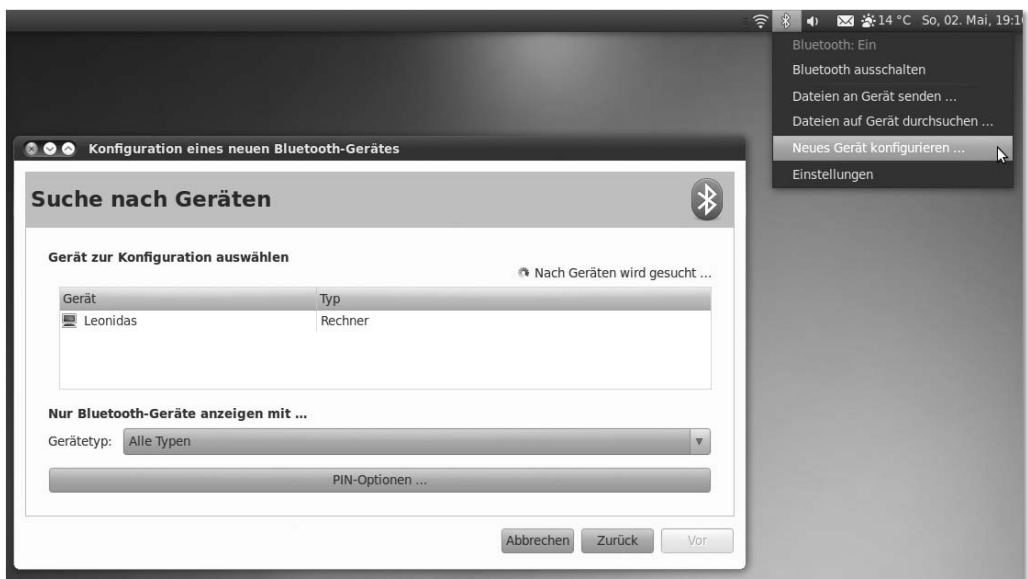 14 °C So, 02. Mai, 19:1
Bluetooth: Ein
Bluetooth ausschalten
Dateien an Gerät senden ...
Dateien auf Gerät durchsuchen ...
Neues Gerät konfigurieren ...
Einstellungen
Konfiguration eines neuen Bluetooth-Gerätes
Suche nach Geräten
Gerät zur Konfiguration auswählen
Nach Geräten wird gesucht ...
Gerät Typ
Leonidas Rechner
Nur Bluetooth-Geräte anzeigen mit ...
Gerätetyp: Alle Typen
PIN-Optionen ...
Abbrechen Zurück Vor